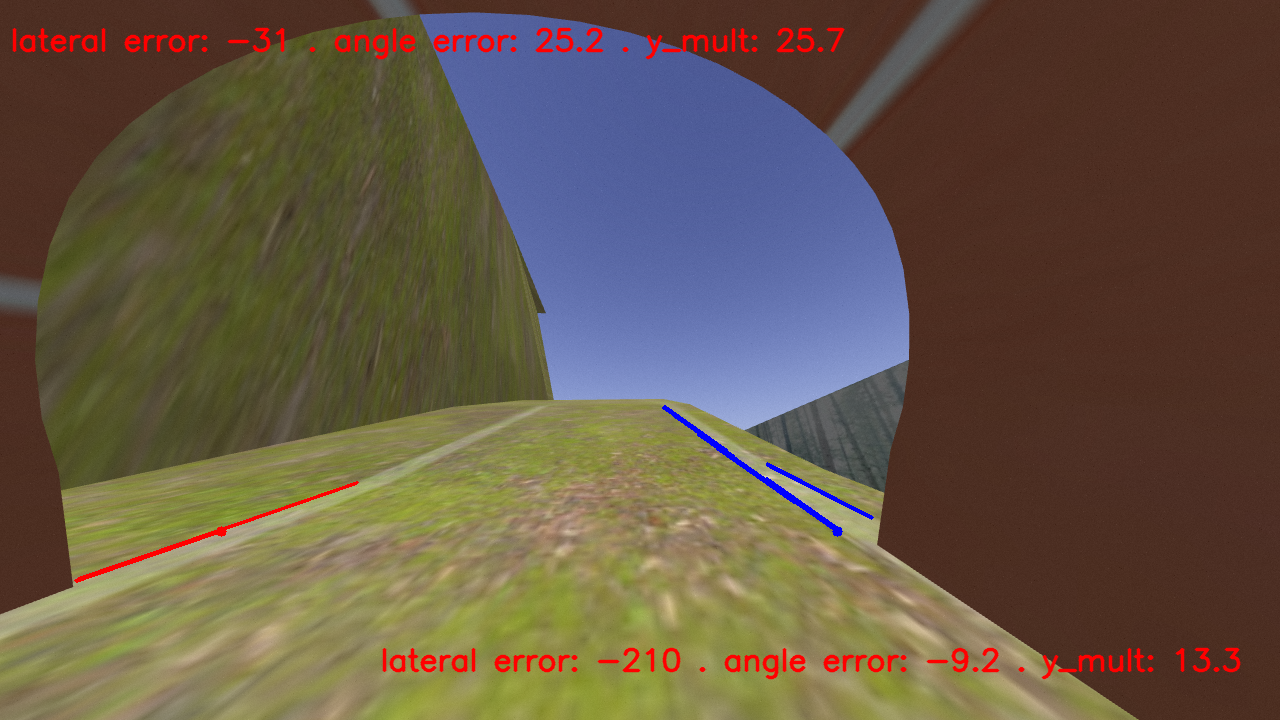 lateral error: -31 . angle error: 25.2 . y_mult: 25.7
lateral error: -210 . angle error: -9.2 . y_mult: 13.3